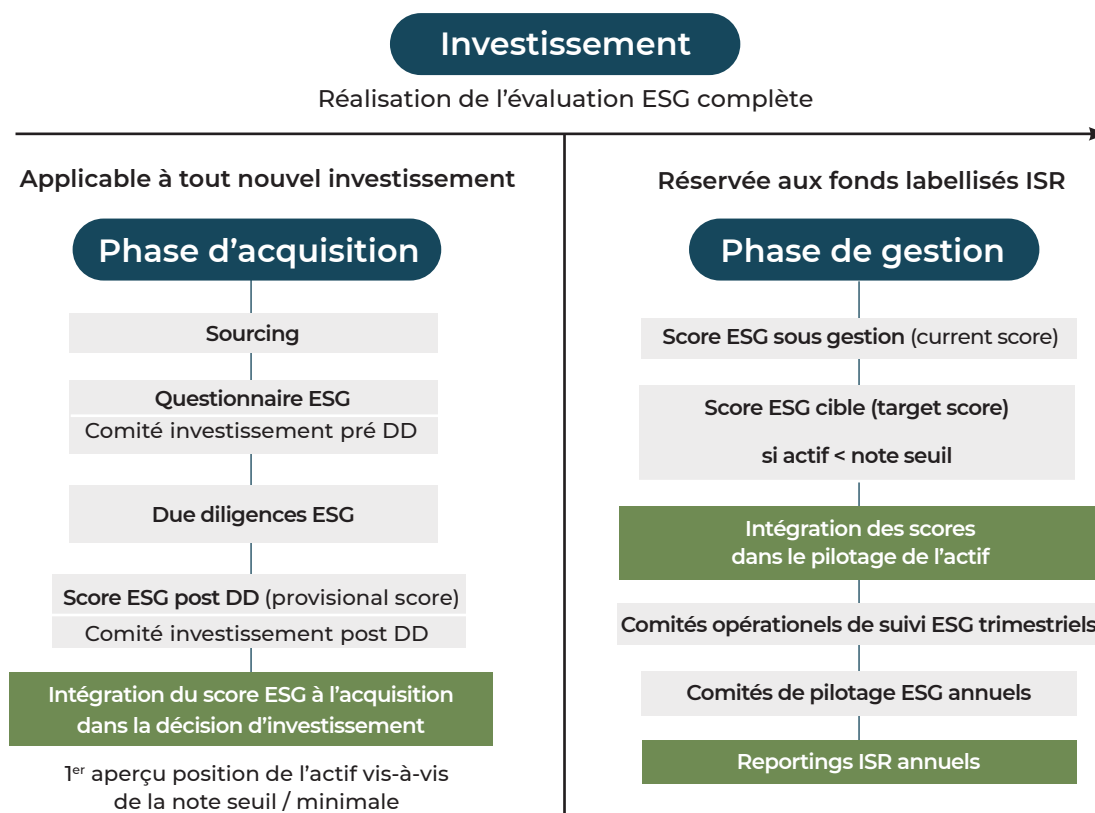 Investissement
Réalisation de l’évaluation ESG complète
Applicable à tout nouvel investissement
Phase d’acquisition
Sourcing
Questionnaire ESG
Comité investissement pré DD
Due diligences ESG
Score ESG post DD (provisional score)
Comité investissement post DD
Intégration du score ESG à l’acquisition
dans la décision d’investissement
1er aperçu position de l’actif vis-à-vis
de la note seuil / minimale
Réservée aux fonds labellisés ISR
Phase de gestion
Score ESG sous gestion (current score)
Score ESG cible (target score)
si actif < note seuil
Intégration des scores
dans le pilotage de l’actif
Comités opérationels de suivi ESG trimestriels
Comités de pilotage ESG annuels
Reportings ISR annuels